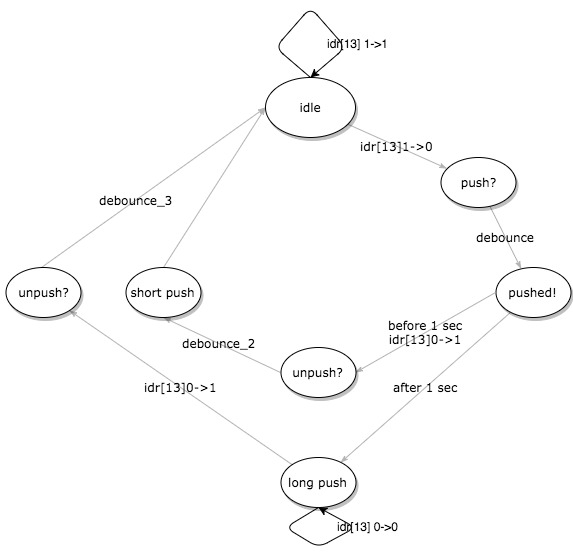 idr[13] 1->1
idle
idr[13]1->0
push?
debounce_3
debounce
unpush?
short push
pushed!
before 1 sec
idr[13]0->1
debounce_2
unpush?
idr[13]0->1
after 1 sec
long push
idr[13] 0->0